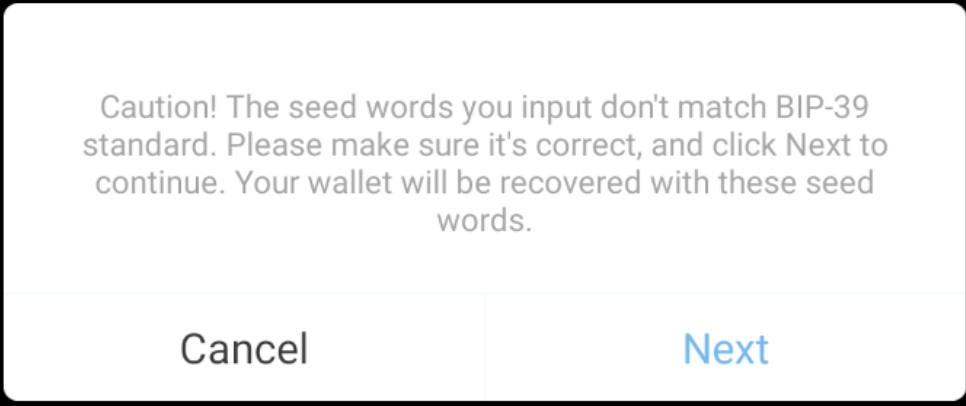 Caution! The seed words you input don't match BIP-39
standard. Please make sure it's correct, and click Next to
continue. Your wallet will be recovered with these seed
words.
Cancel
Next